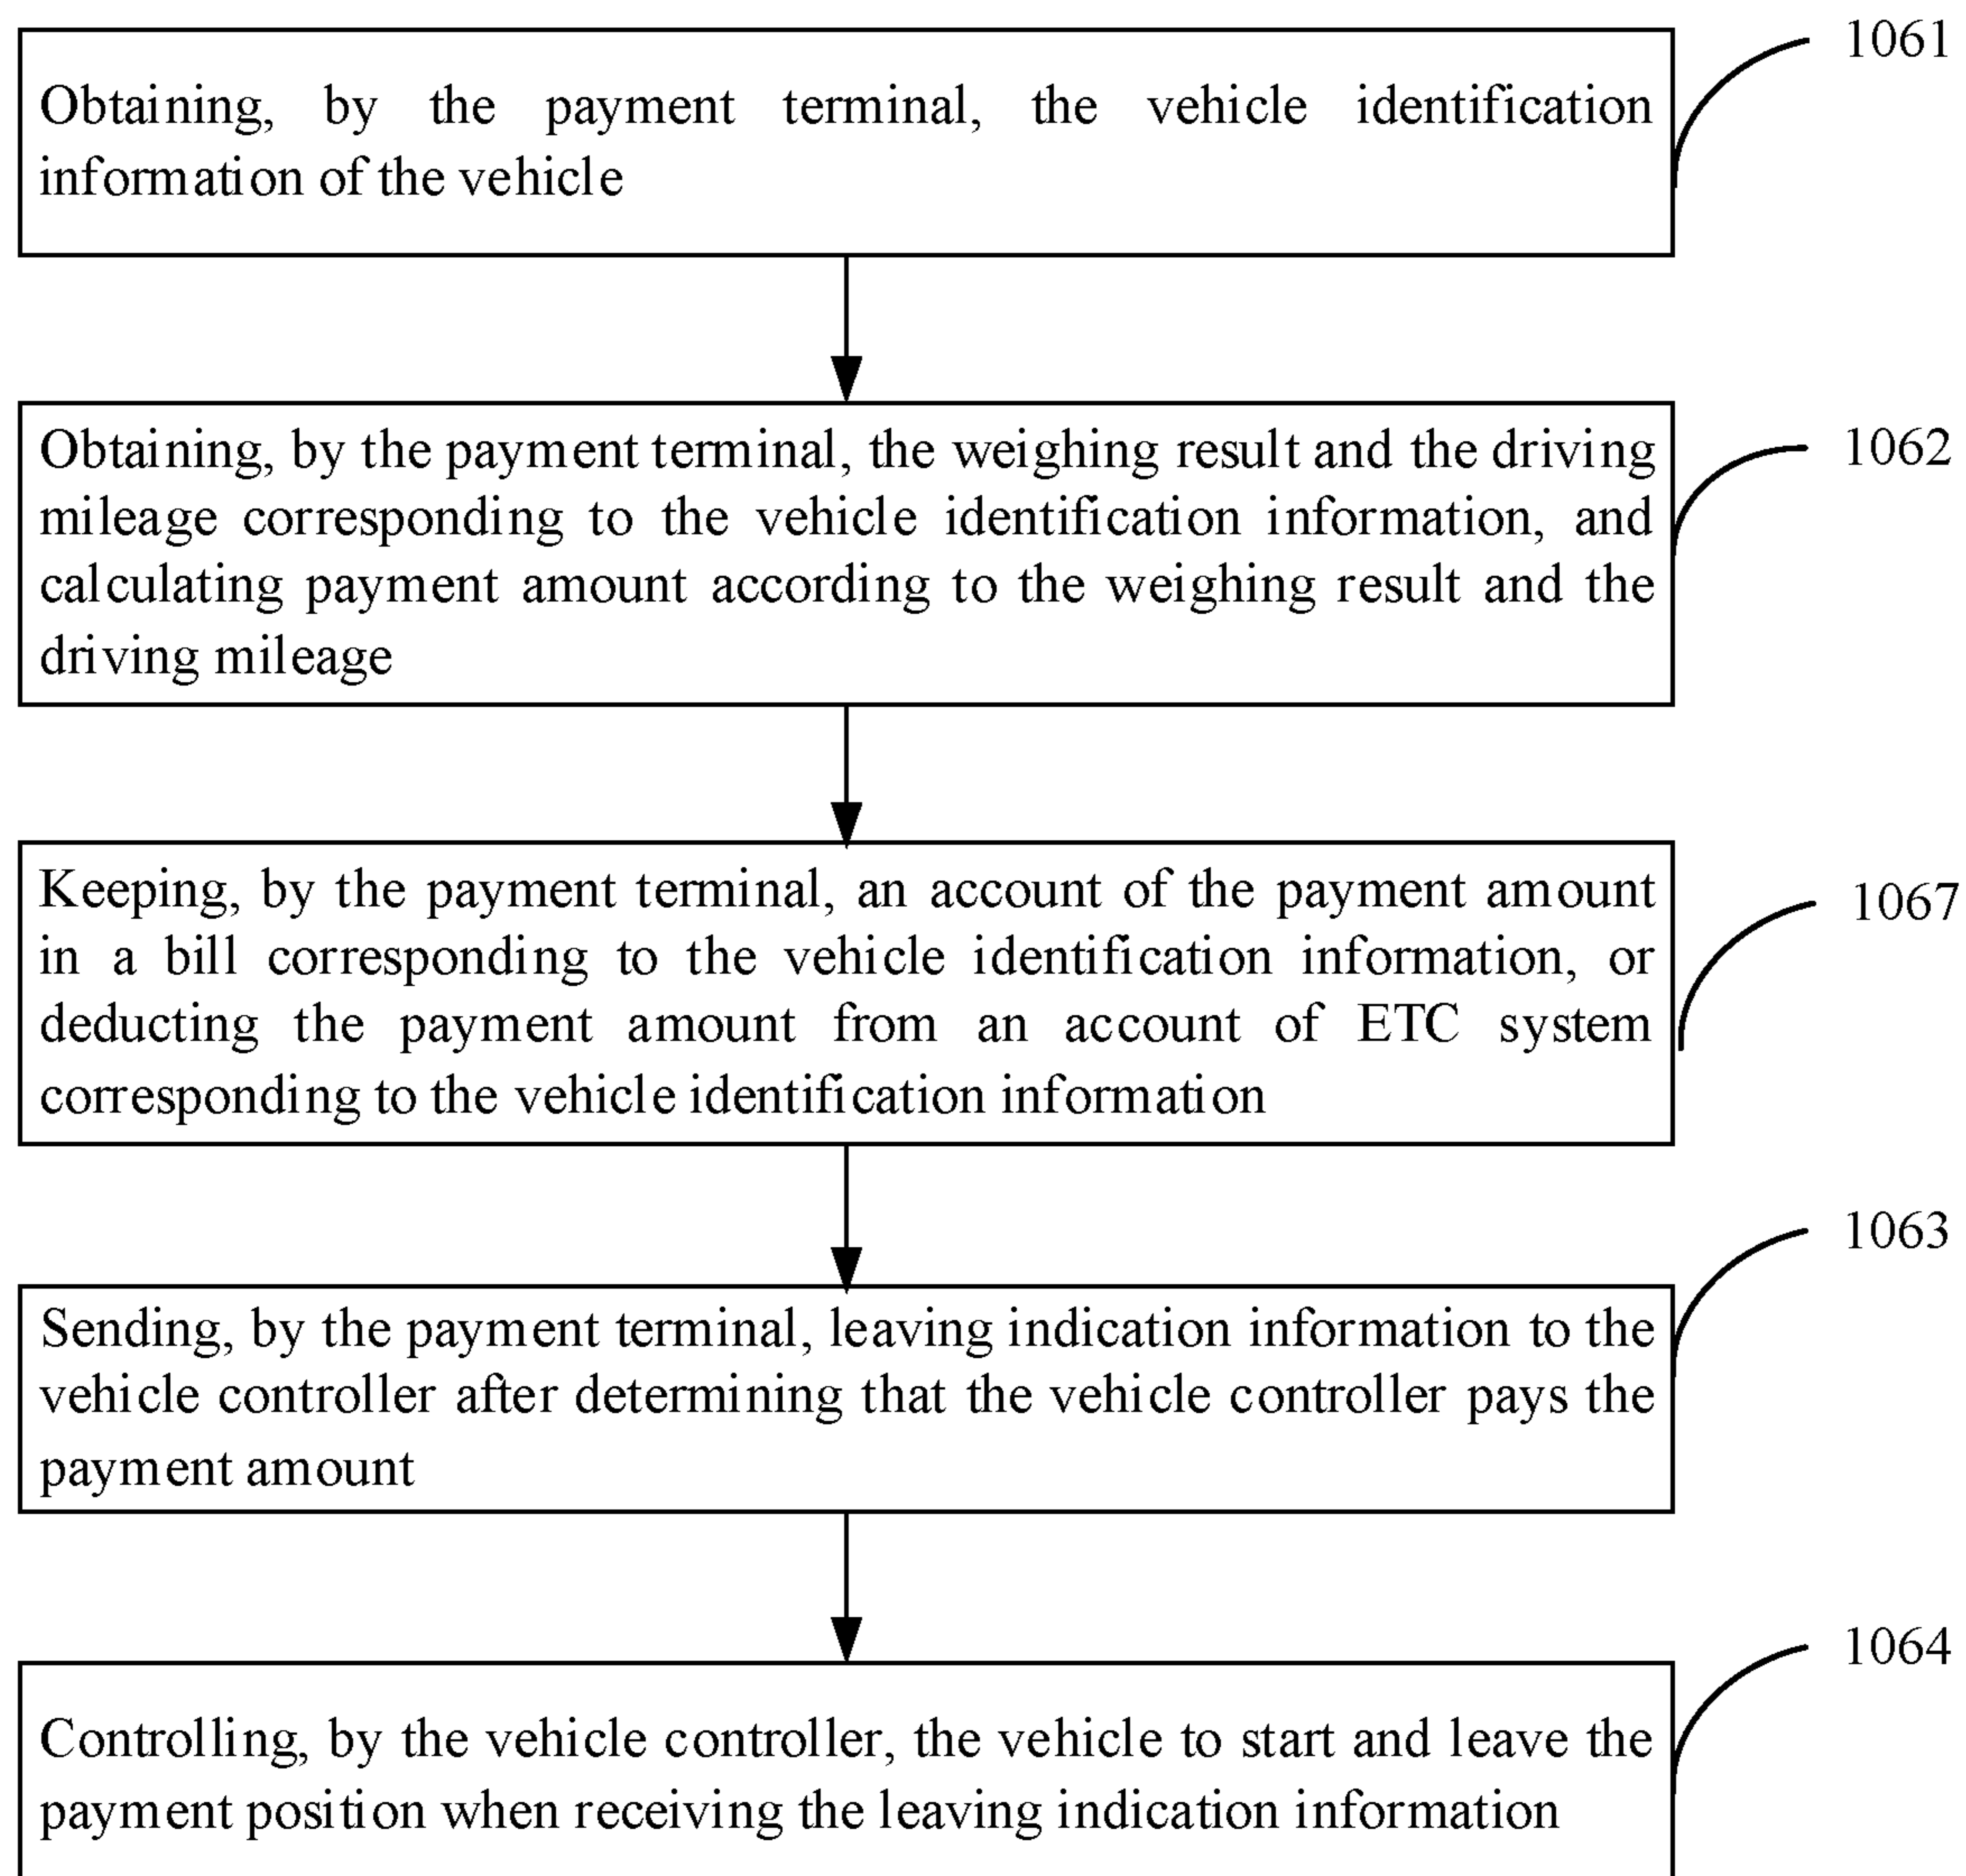 1061
Obtaining, by the payment terminal, the vehicle identification
information of the vehicle
1062
Obtaining, by the payment terminal, the weighing result and the driving
mileage corresponding to the vehicle identification information, and
calculating payment amount according to the weighing result and the
driving mileage
1067
Keeping, by the payment terminal, an account of the payment amount
in a bill corresponding to the vehicle identification information, or
deducting the payment amount from an account of ETC system
corresponding to the vehicle identification information
1063
Sending, by the payment terminal, leaving indication information to the
vehicle controller after determining that the vehicle controller pays the
payment amount
1064
Controlling, by the vehicle controller, the vehicle to start and leave the
payment position when receiving the leaving indication information